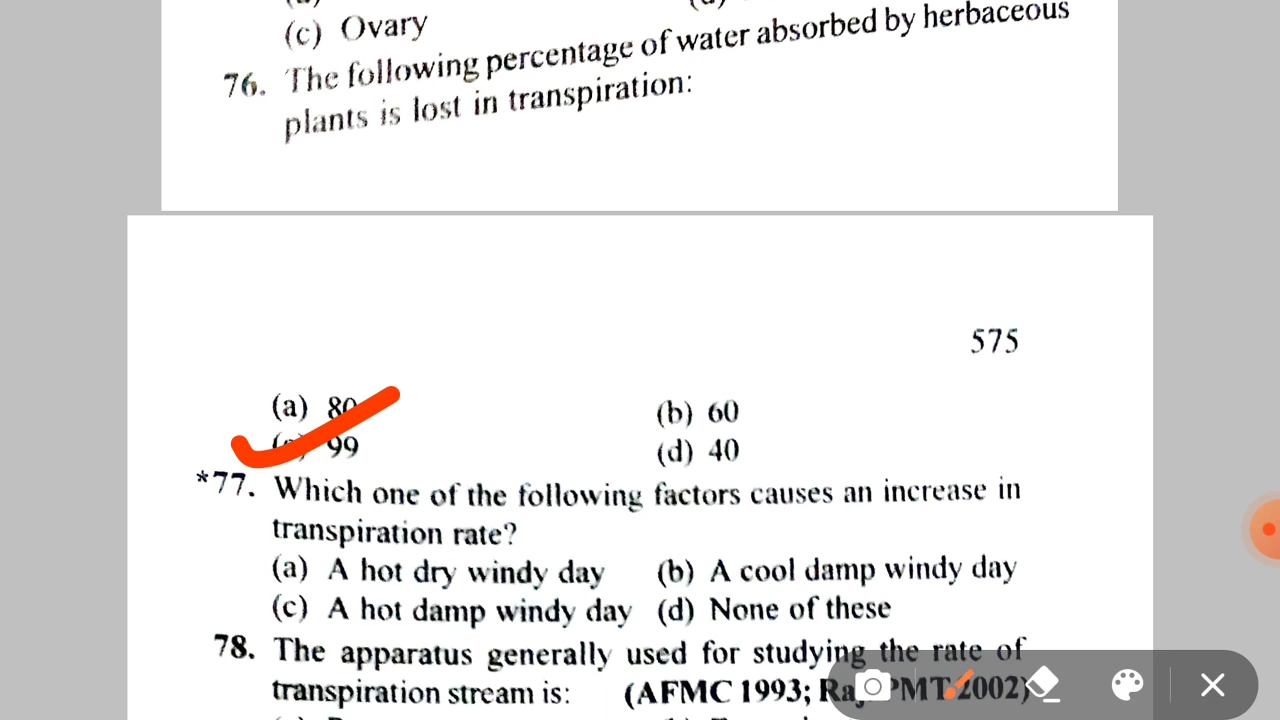 (c) Ovary
76. The following percentage of water absorbed by herbaceous
plants is lost in transpiration:
575
(a) 80 (b) 60
(c) 99 (d) 40
*77. Which one of the following factors causes an increase in
transpiration rate?
(a) A hot dry windy day (b) A cool damp windy day
(c) A hot damp windy day (d) None of these
78. The apparatus generally used for studying the rate of
transpiration stream is: (AFMC 1993; PMT 2002)